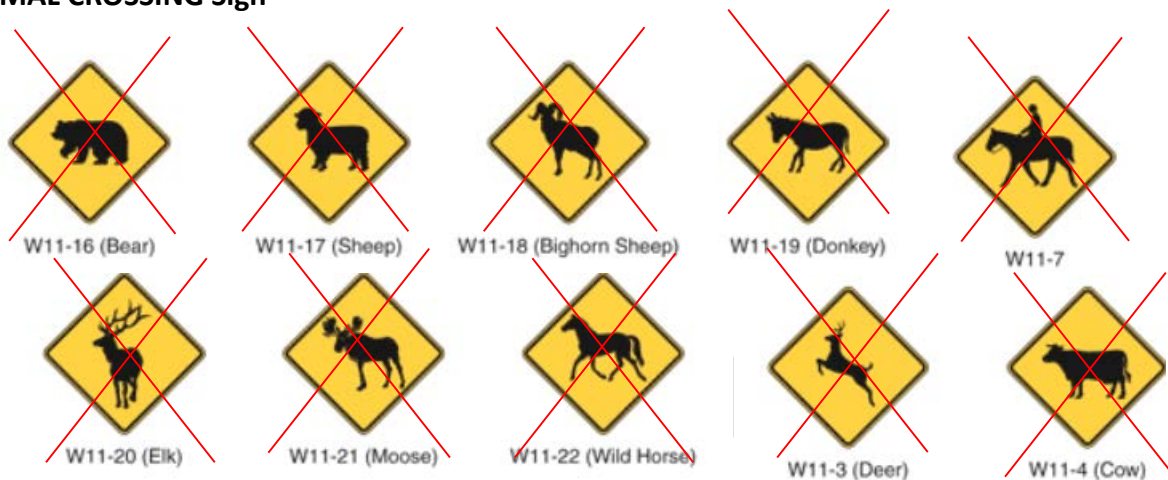 MAL CROSSING Sign
W11-16 (Bear)
W11-17 (Sheep)
W11-18 (Bighorn Sheep)
W11-19 (Donkey)
W11-7
W11-20 (Elk)
W11-21 (Moose)
W11-22 (Wild Horse)
W11-3 (Deer)
W11-4 (Cow)